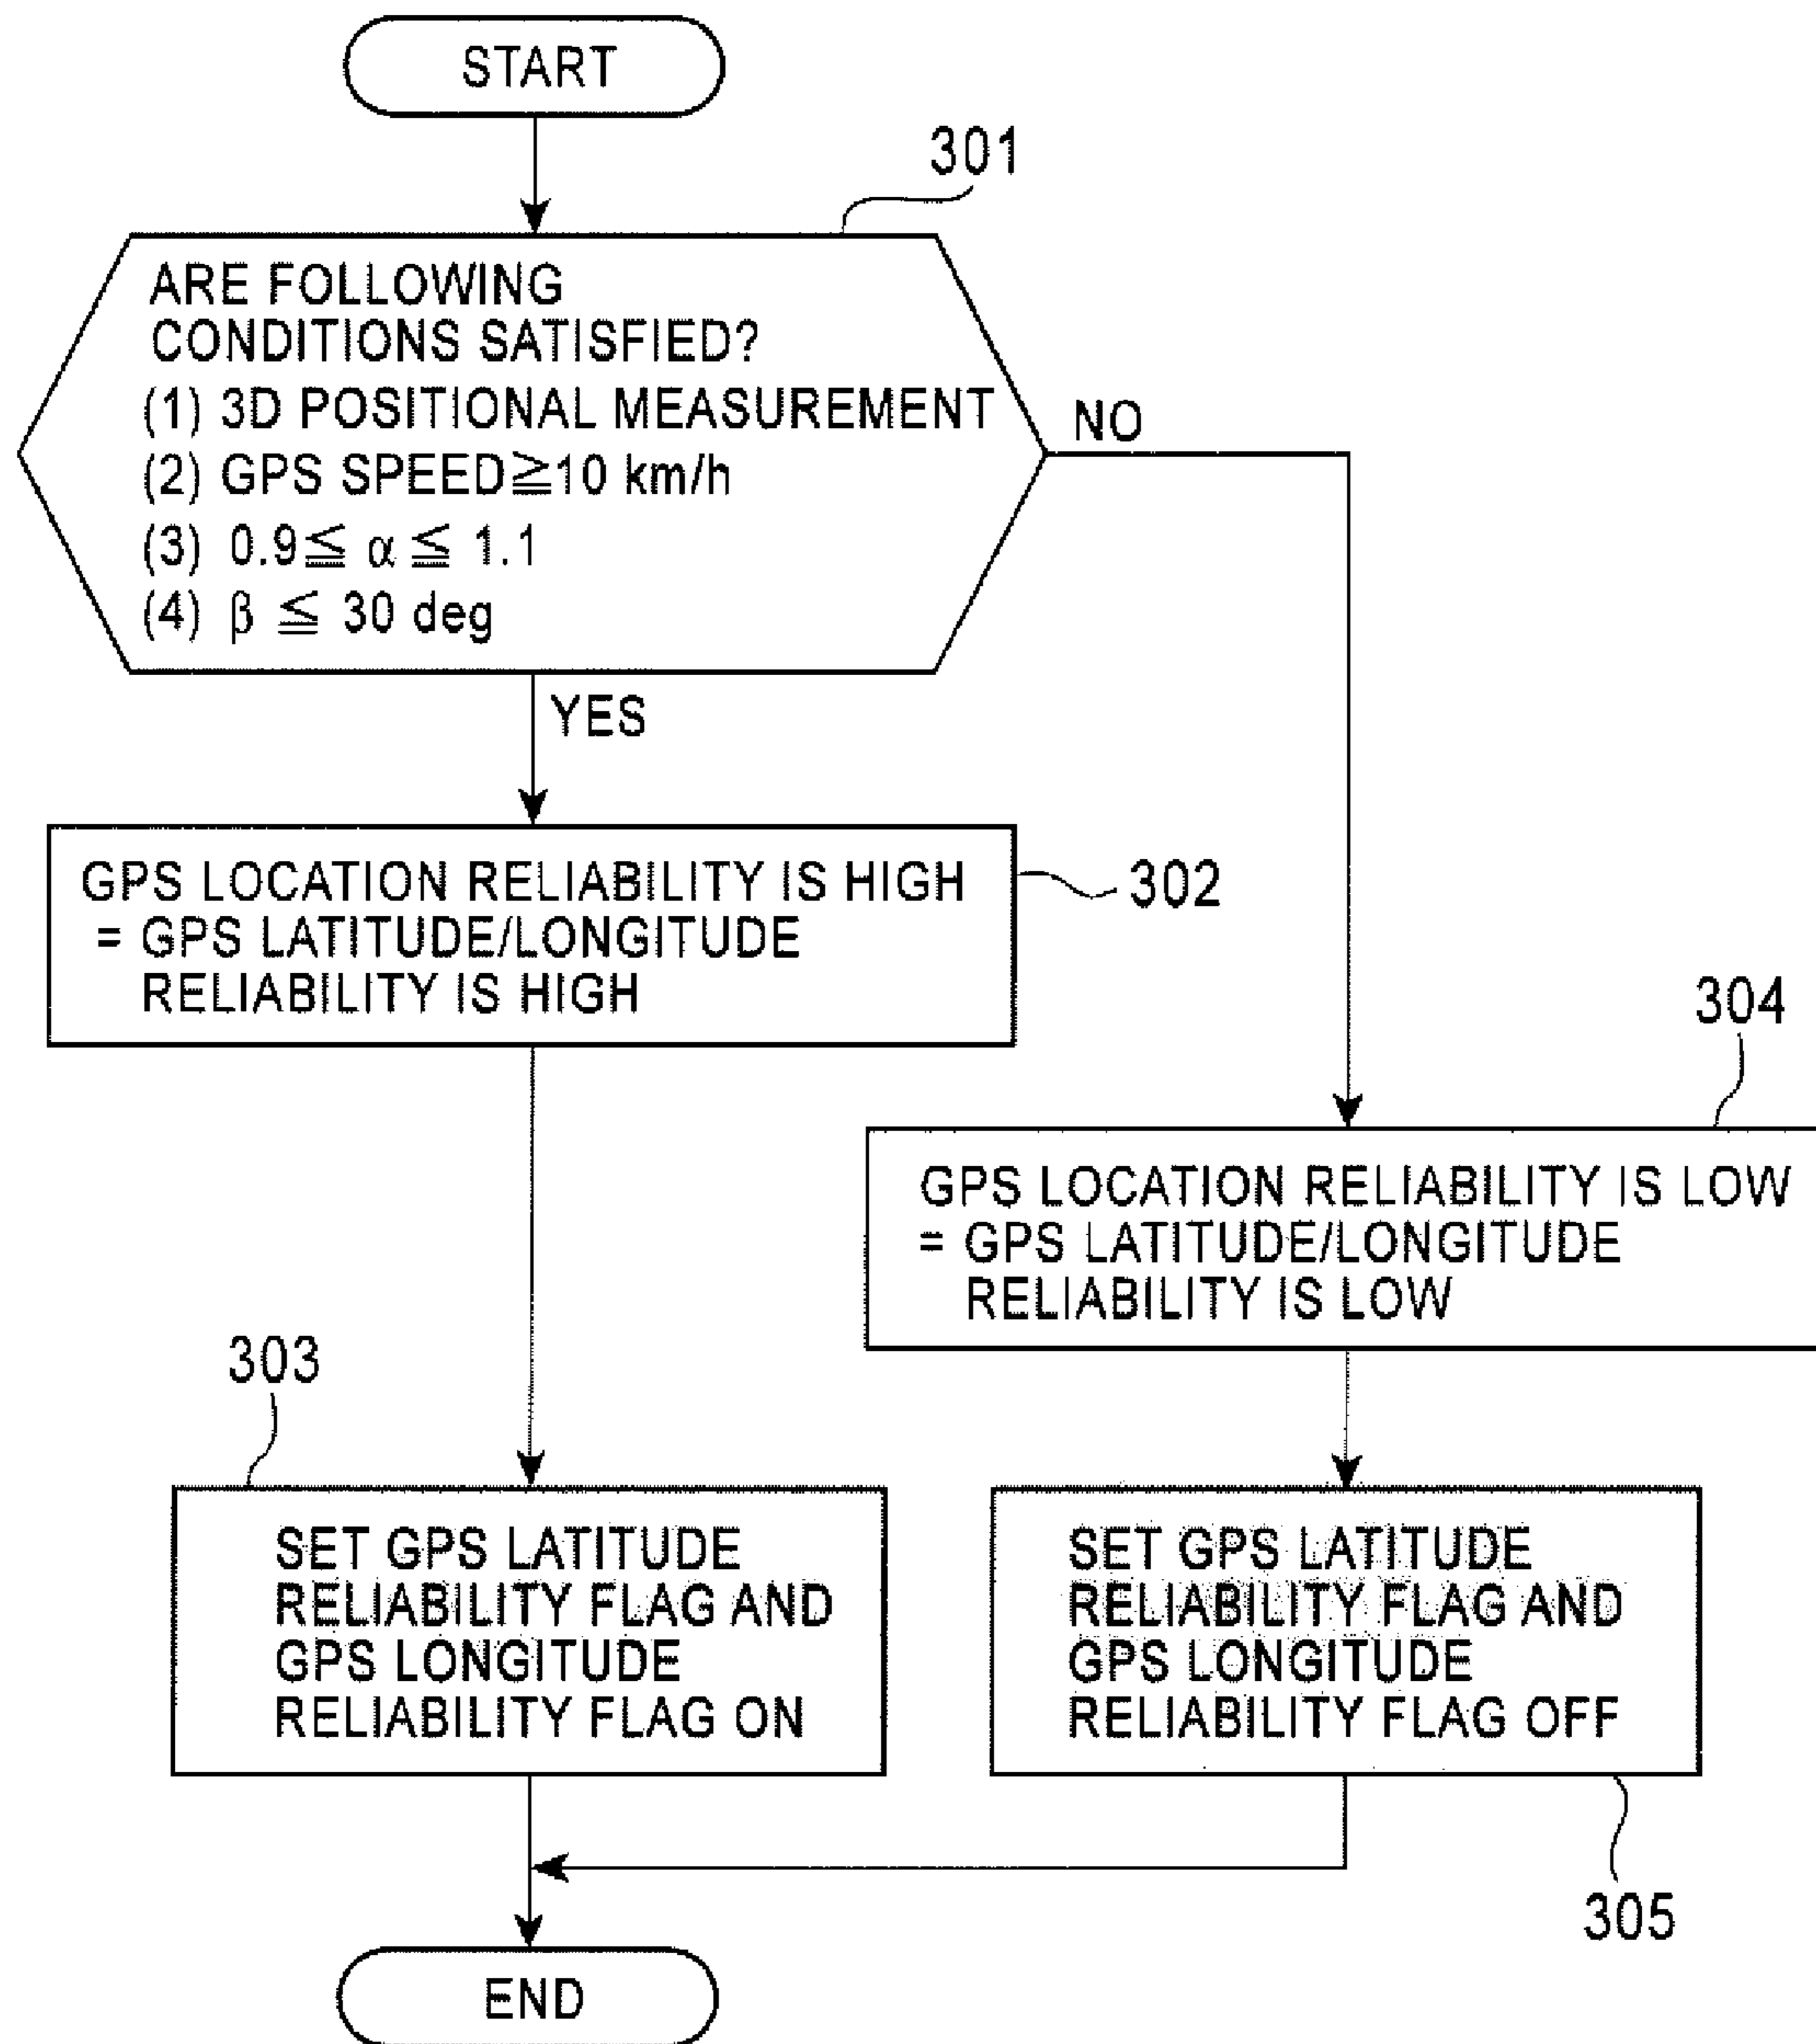 START
301
ARE FOLLOWING
CONDITIONS SATISFIED?
(1) 3D POSITIONAL MEASUREMENT
(2) GPS SPEED≧10 km/h
(3) 0.9≦ α ≦ 1.1
(4) β ≦ 30 deg
NO
YES
GPS LOCATION RELIABILITY IS HIGH
= GPS LATITUDE/LONGITUDE
RELIABILITY IS HIGH
302
304
GPS LOCATION RELIABILITY IS LOW
= GPS LATITUDE/LONGITUDE
RELIABILITY IS LOW
303
SET GPS LATITUDE
RELIABILITY FLAG AND
GPS LONGITUDE
RELIABILITY FLAG ON
SET GPS LATITUDE
RELIABILITY FLAG AND
GPS LONGITUDE
RELIABILITY FLAG OFF
305
END